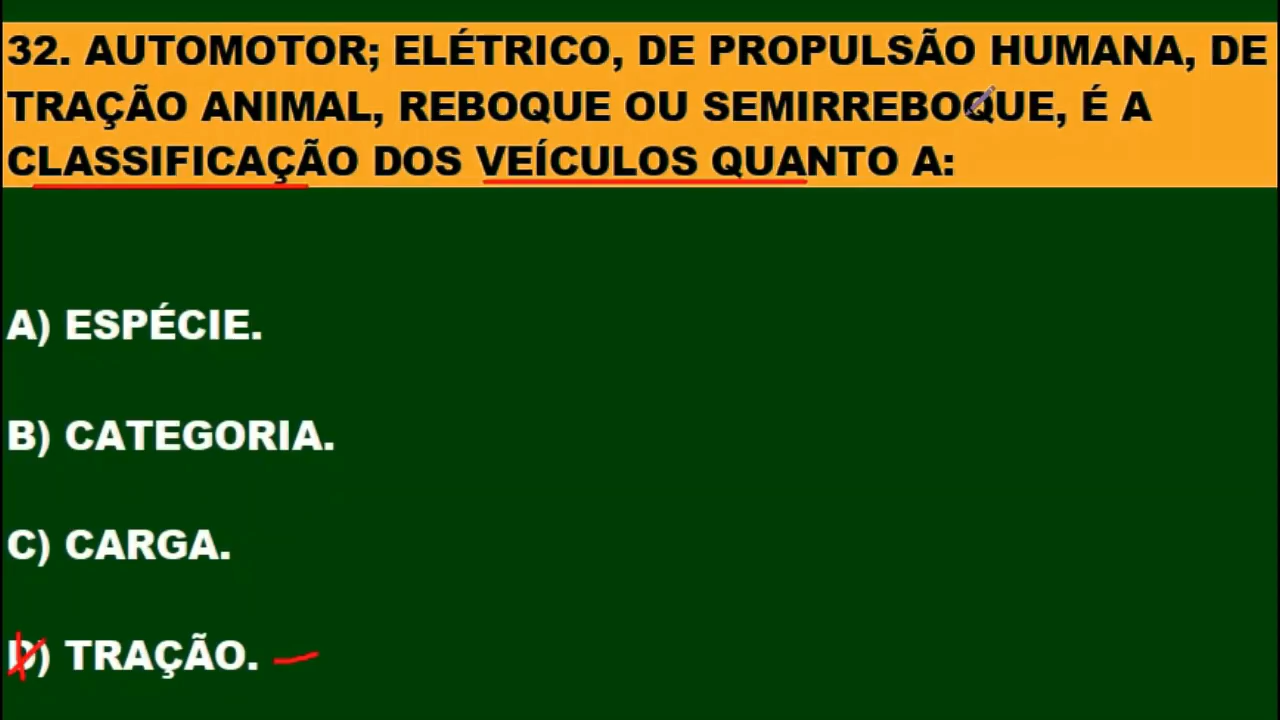 32. AUTOMOTOR; ELÉTRICO, DE PROPULSÃO HUMANA, DE
TRAÇÃO ANIMAL, REBOQUE OU SEMIRREBOQUE, É A
CLASSIFICAÇÃO DOS VEÍCULOS QUANTO A:
A) ESPÉCIE.
B) CATEGORIA.
C) CARGA.
D) TRAÇÃO.